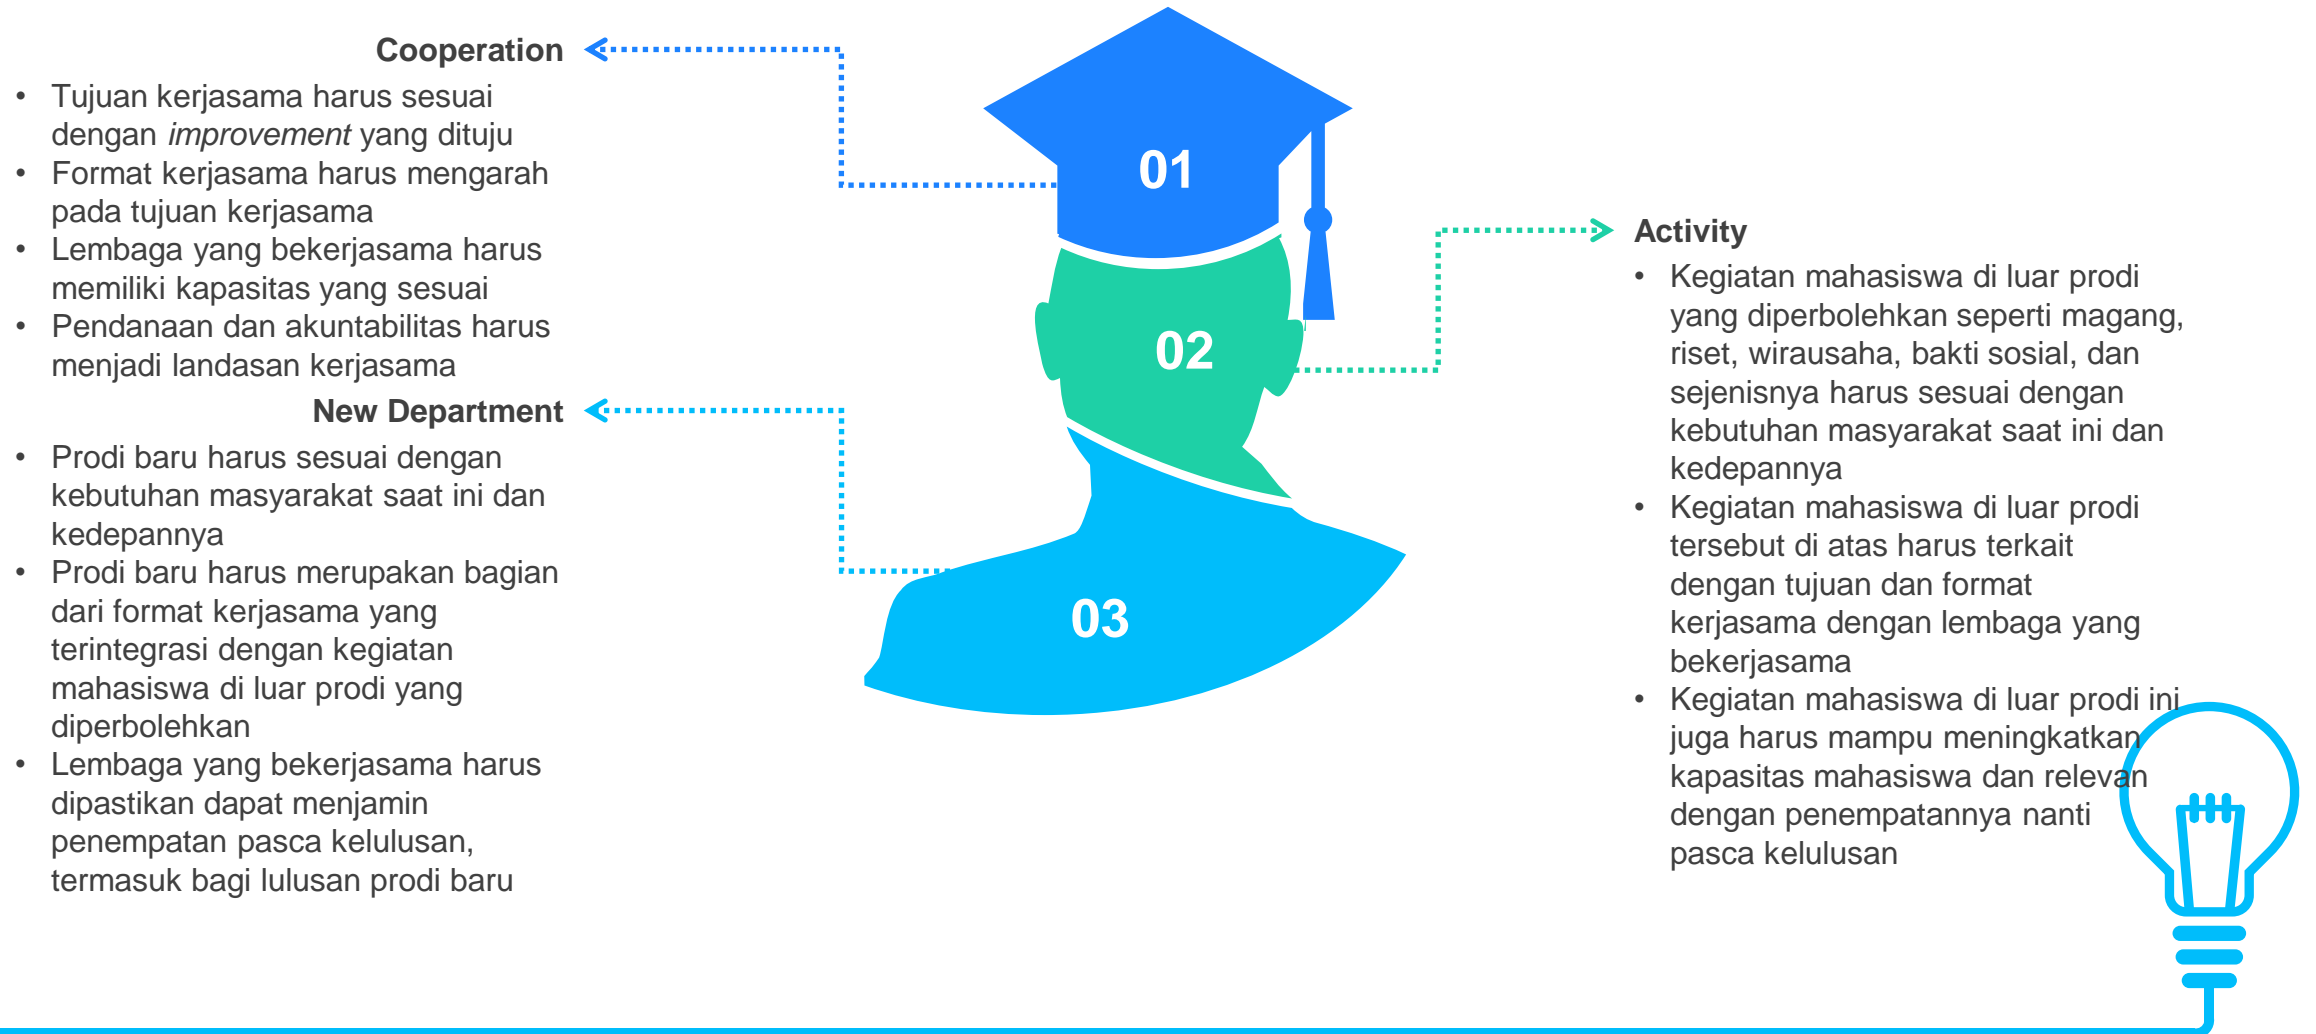 Cooperation
• Tujuan kerjasama harus sesuai
dengan improvement yang dituju
• Format kerjasama harus mengarah
pada tujuan kerjasama
• Lembaga yang bekerjasama harus
memiliki kapasitas yang sesuai
• Pendanaan dan akuntabilitas harus
menjadi landasan kerjasama
New Department
• Prodi baru harus sesuai dengan
kebutuhan masyarakat saat ini dan
kedepannya
• Prodi baru harus merupakan bagian
dari format kerjasama yang
terintegrasi dengan kegiatan
mahasiswa di luar prodi yang
diperbolehkan
• Lembaga yang bekerjasama harus
dipastikan dapat menjamin
penempatan pasca kelulusan,
termasuk bagi lulusan prodi baru
01
02
03
Activity
• Kegiatan mahasiswa di luar prodi
yang diperbolehkan seperti magang,
riset, wirausaha, bakti sosial, dan
sejenisnya harus sesuai dengan
kebutuhan masyarakat saat ini dan
kedepannya
• Kegiatan mahasiswa di luar prodi
tersebut di atas harus terkait
dengan tujuan dan format
kerjasama dengan lembaga yang
bekerjasama
• Kegiatan mahasiswa di luar prodi ini
juga harus mampu meningkatkan
kapasitas mahasiswa dan relevan
dengan penempatannya nanti
pasca kelulusan